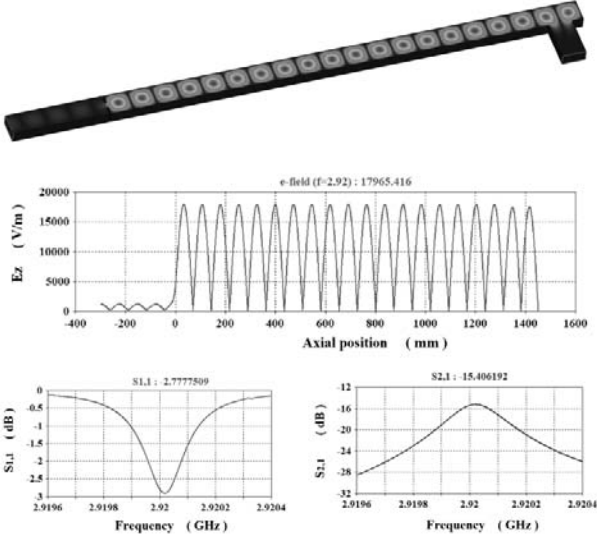 e-field (f=2.92) : 17965.416
20000
15000
10000
5000
0
Ez ( V/m )
-400 -200 0 200 400 600 800 1000 1200 1400 1600
Axial position ( mm )
S1,1 : -2.7777509
0
-0.5
-1
-1.5
-2
-2.5
-3
S1,1 ( dB )
2.9196 2.9198 2.92 2.9202 2.9204
Frequency ( GHz )
S2,1 : -15.406192
-12
-16
-20
-24
-28
-32
S2,1 ( dB )
2.9196 2.9198 2.92 2.9202 2.9204
Frequency ( GHz )